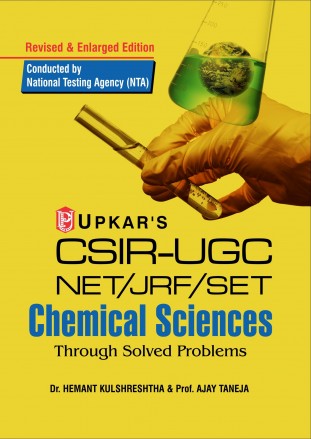 Revised & Enlarged Edition
Conducted by
National Testing Agency (NTA)
UPKAR'S
CSIR-UGC
NET/JRF/SET
Chemical Sciences
Through Solved Problems
Dr. HEMANT KULSHRESHTHA & Prof. AJAY TANEJA